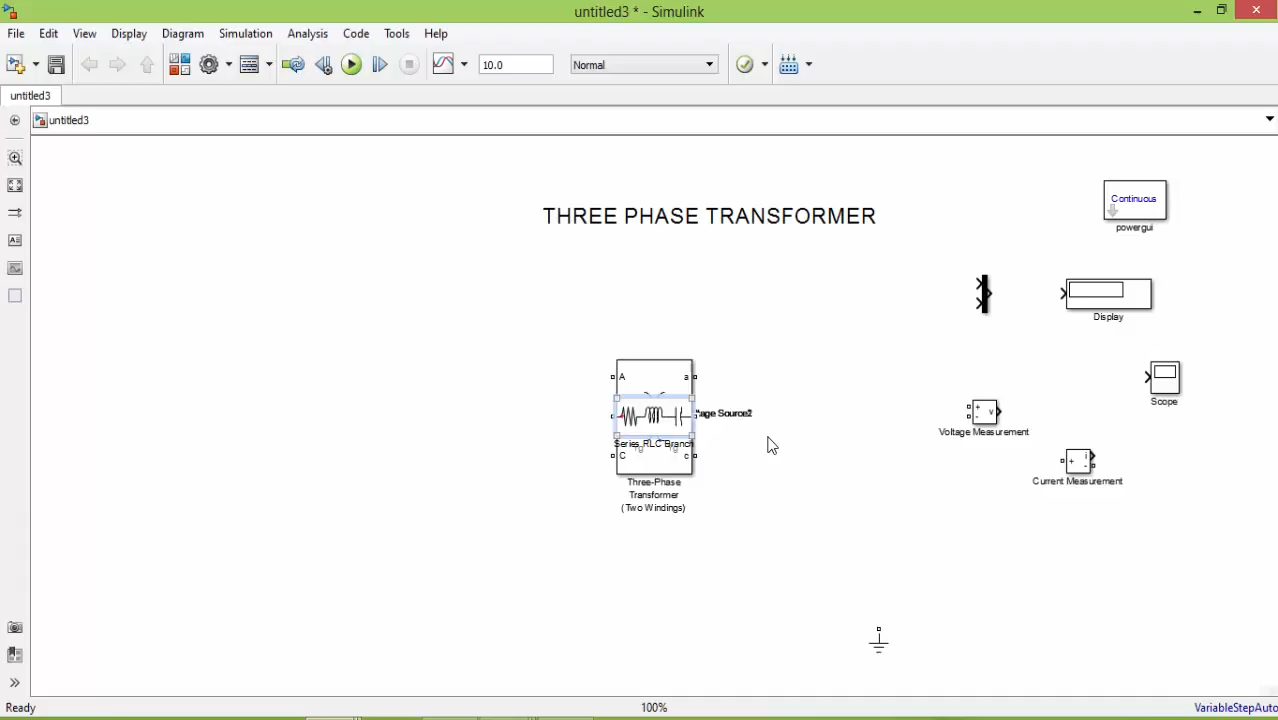 untitled3 * - Simulink
File Edit View Display Diagram Simulation Analysis Code Tools Help
10.0
Normal
untitled3
untitled3
THREE PHASE TRANSFORMER
Continuous
powergui
Display
A a
Scope
age Source2
+ - v
Voltage Measurement
Series RLC Branch
C c
+ i -
Current Measurement
Three-Phase
Transformer
(Two Windings)
Ready
100%
VariableStepAuto